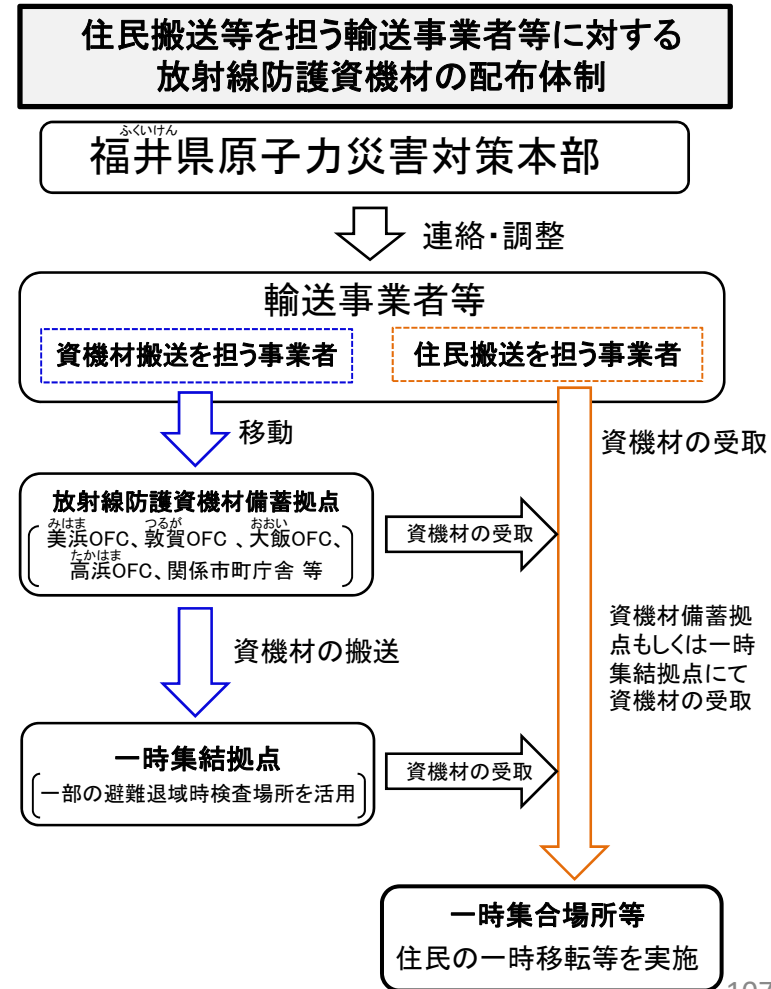 住民搬送等を担う輸送事業者等に対する
放射線防護資機材の配布体制
ふくいけん
福井県原子力災害対策本部
連絡・調整
輸送事業者等
資機材搬送を担う事業者
住民搬送を担う事業者
移動
資機材の受取
放射線防護資機材備蓄拠点
みはま つるが おおい
美浜OFC、敦賀OFC 、大飯OFC、
たかはま
高浜OFC、関係市町庁舎 等
資機材の受取
資機材の搬送
資機材備蓄拠
点もしくは一時
集結拠点にて
資機材の受取
一時集結拠点
一部の避難退域時検査場所を活用
資機材の受取
一時集合場所等
住民の一時移転等を実施